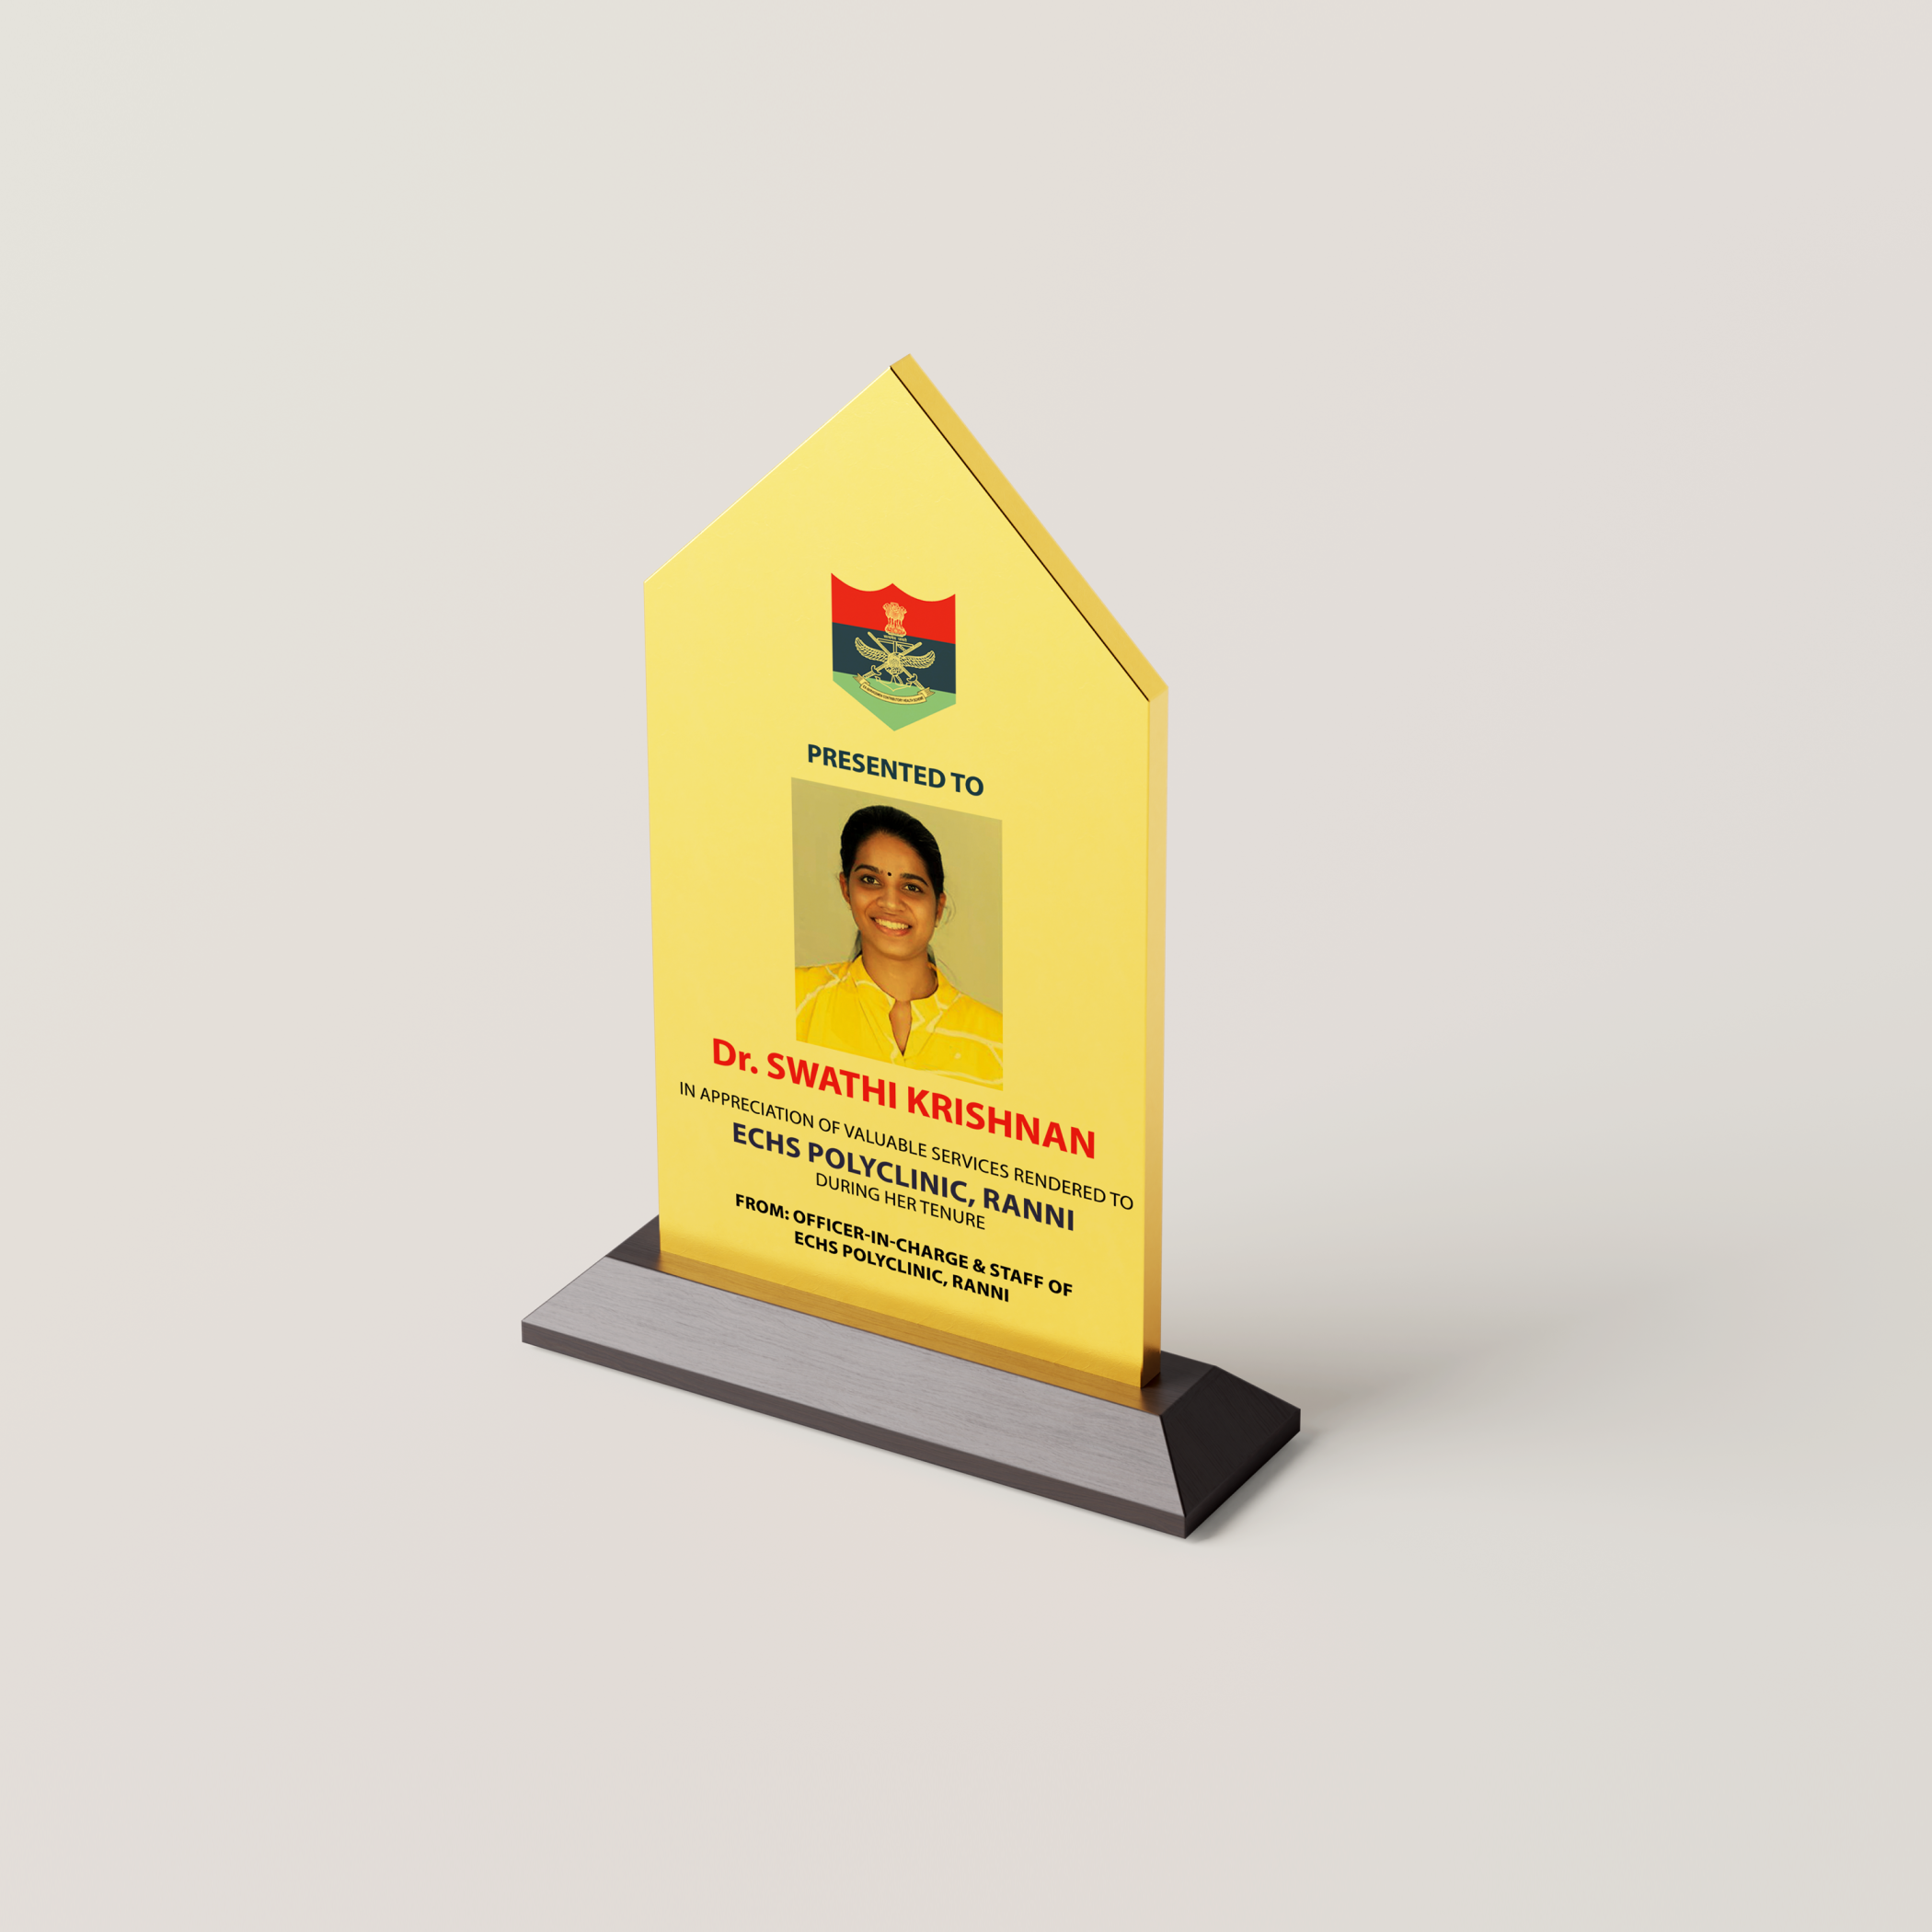 PRESENTED TO
Dr. SWATHI KRISHNAN
IN APPRECIATION OF VALUABLE SERVICES RENDERED TO
ECHS POLYCLINIC, RANNI
DURING HER TENURE
FROM: OFFICER-IN-CHARGE & STAFF OF
ECHS POLYCLINIC, RANNI